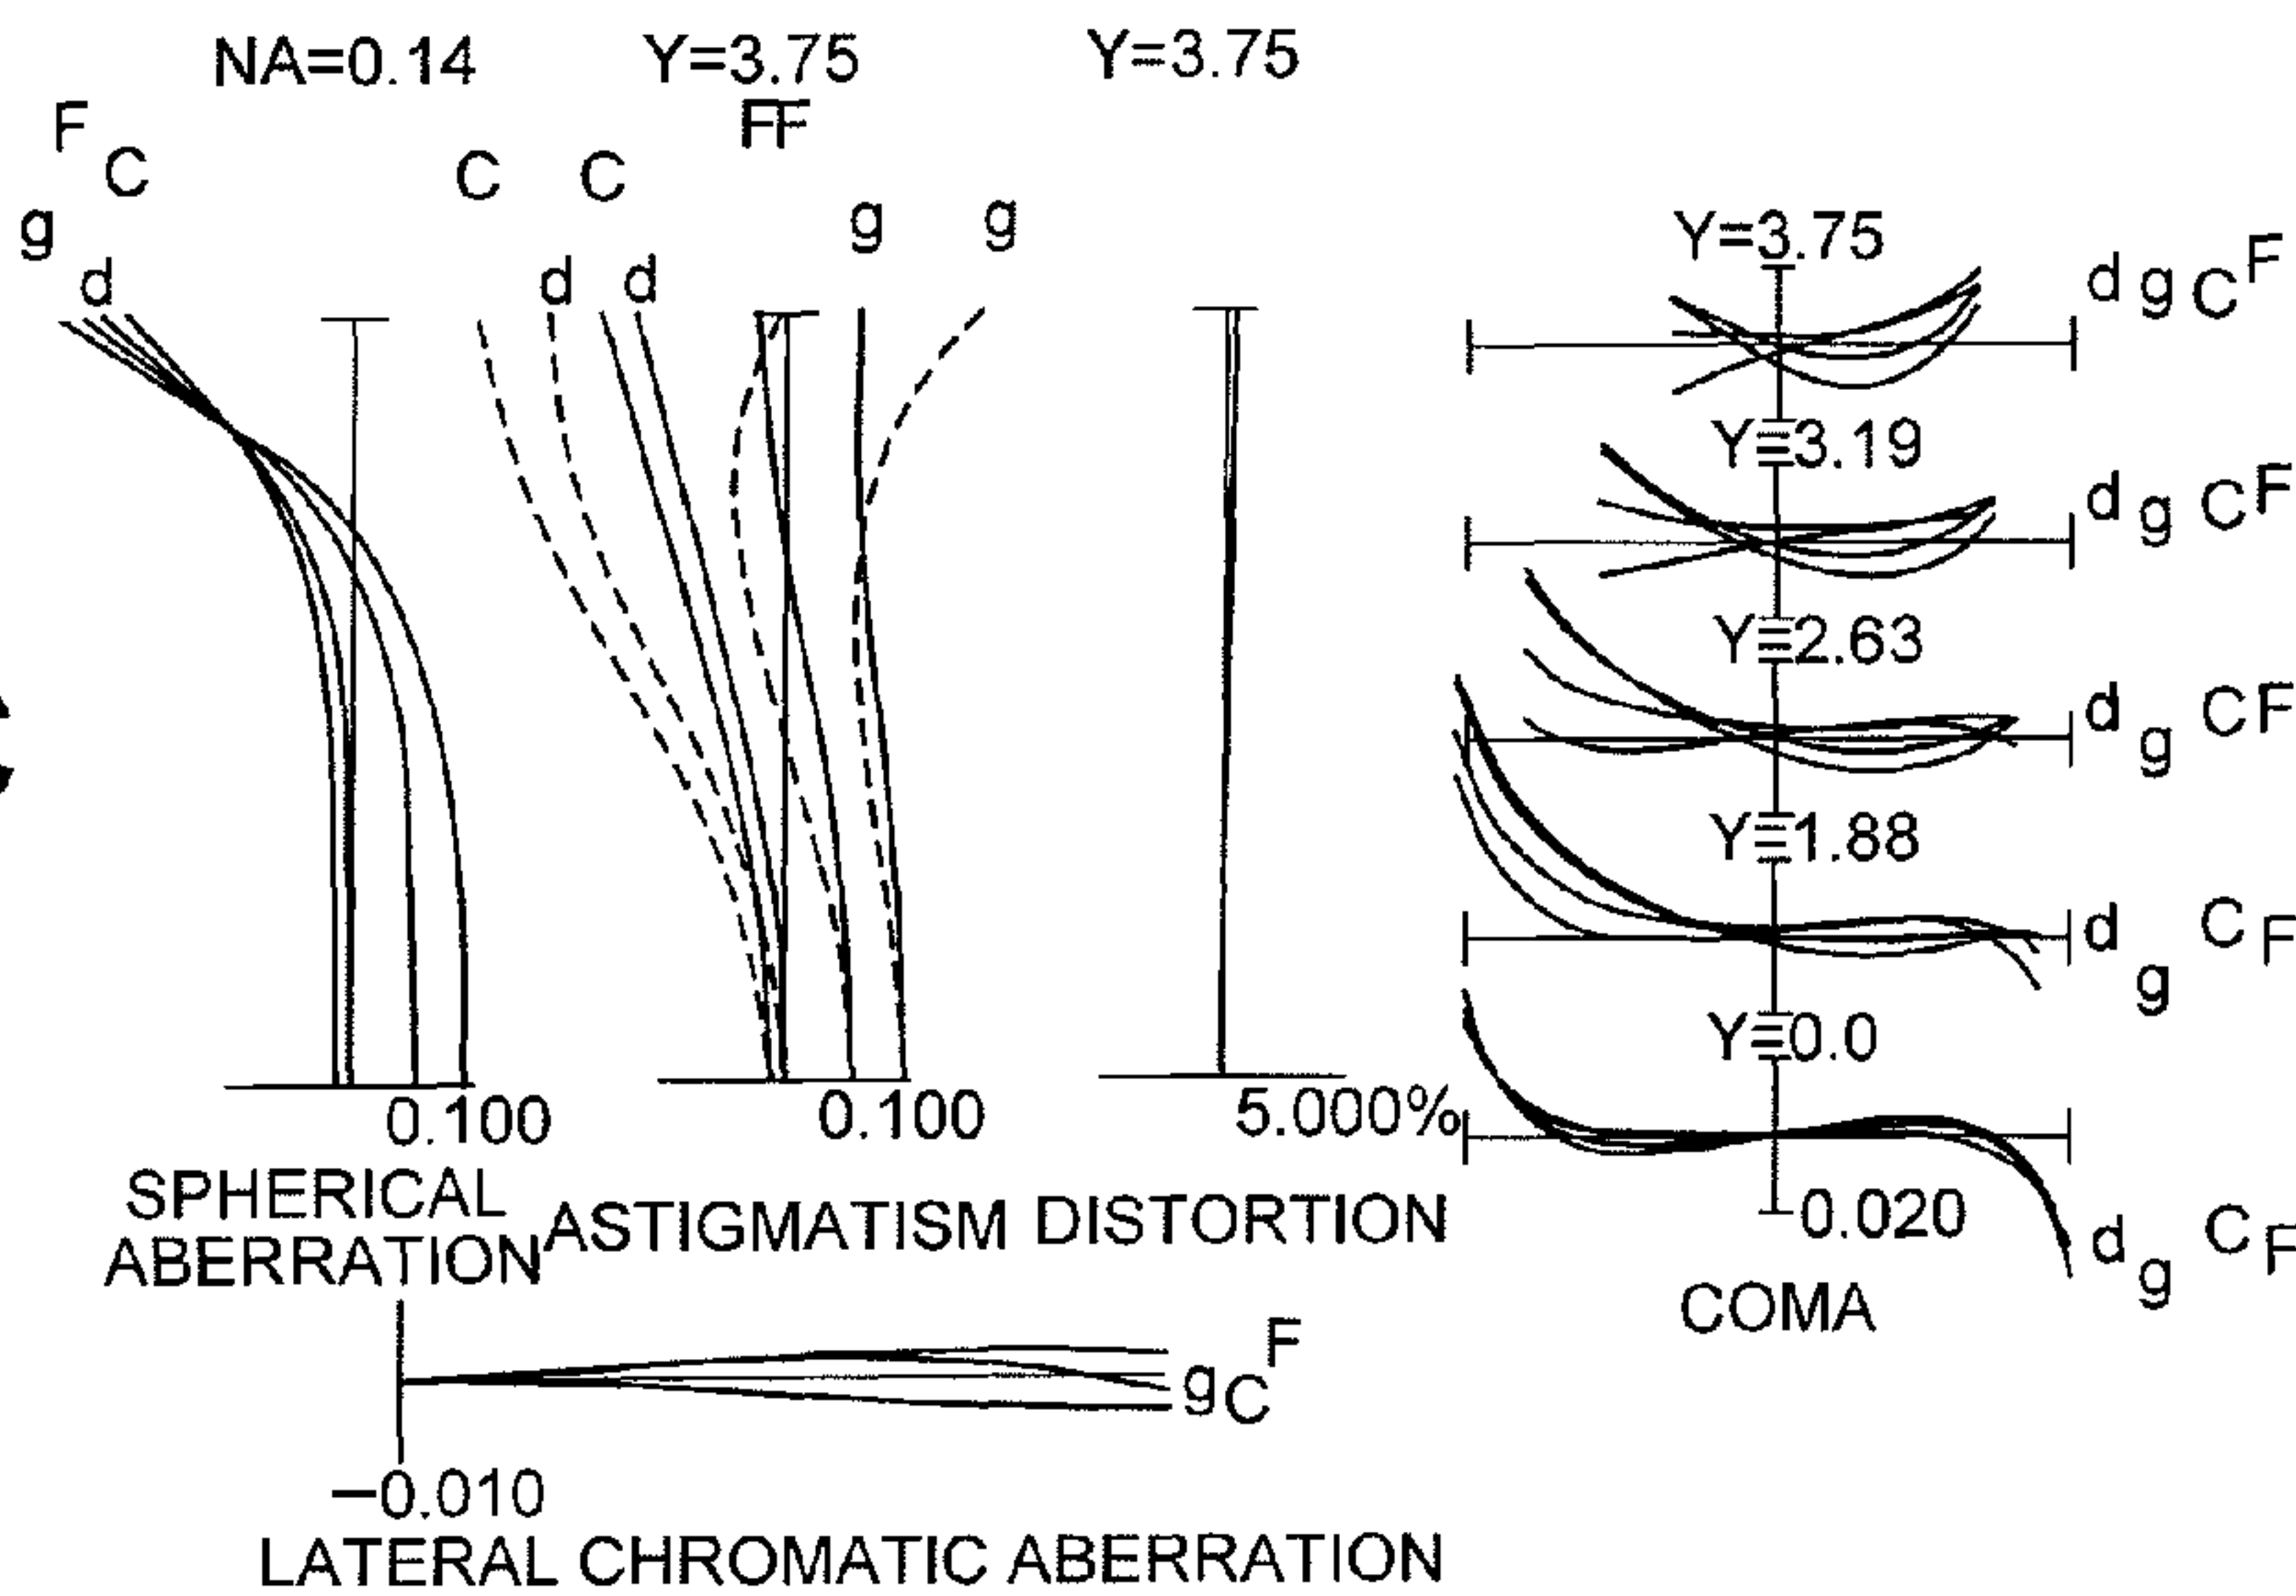 NA=0.14
F
C
g
d
Y=3.75
FF
C C
g g
d d
Y=3.75
0.100
SPHERICAL
ABERRATION
0.100
ASTIGMATISM
5.000%
DISTORTION
Y=3.75
d g C F
Y=3.19
d g C F
Y=2.63
d g C F
Y=1.88
d g C F
Y=0.0
0.020
d g C F
COMA
F
g C
−0.010
LATERAL CHROMATIC ABERRATION